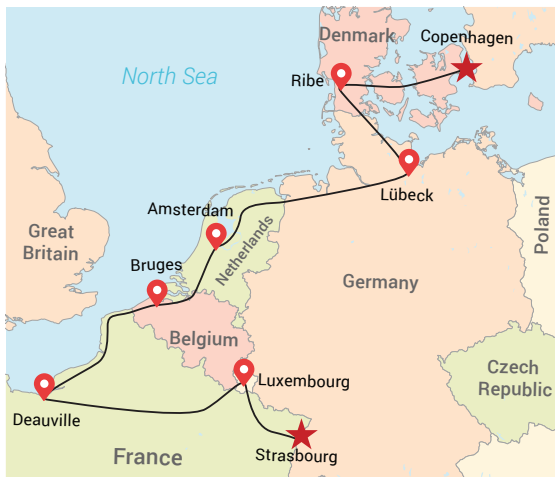 Denmark
Copenhagen
North Sea
Ribe
Lübeck
Amsterdam
Great
Britain
Netherlands
Poland
Bruges
Germany
Belgium
Czech
Republic
Luxembourg
Deauville
France
Strasbourg